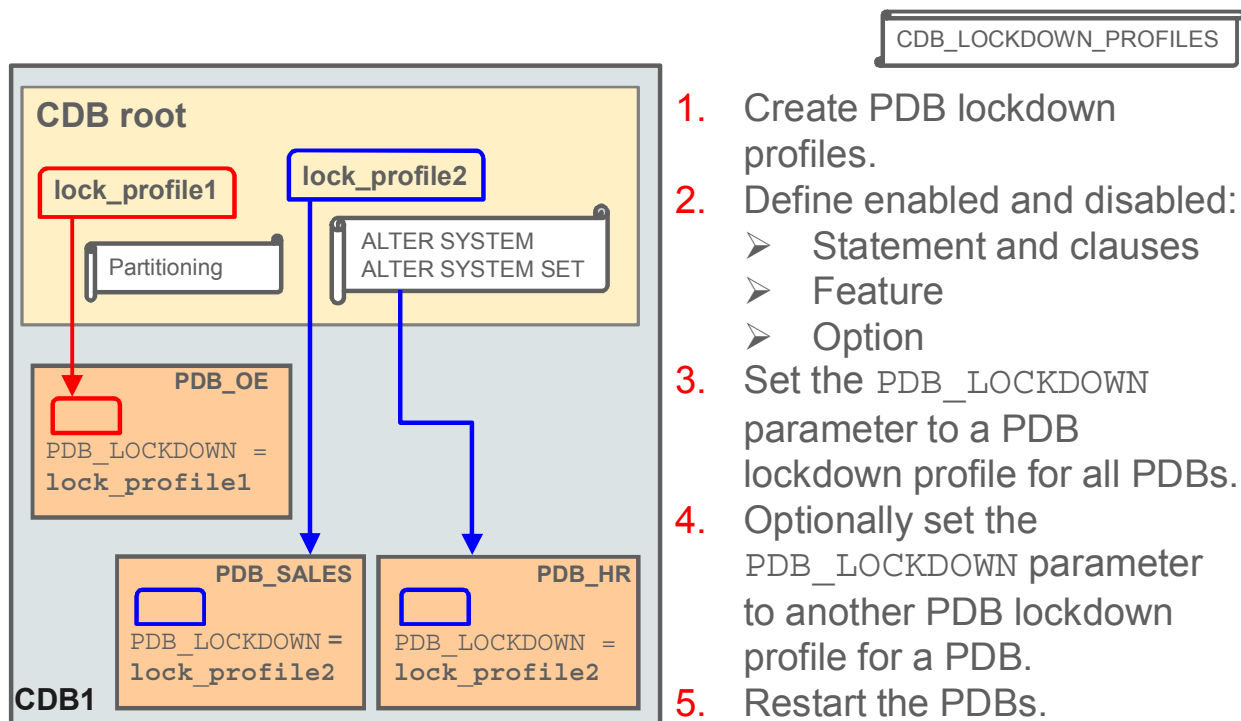 CDB_LOCKDOWN_PROFILES
CDB root
lock_profile1
lock_profile2
Partitioning
ALTER SYSTEM
ALTER SYSTEM SET
PDB_OE
PDB_LOCKDOWN =
lock_profile1
PDB_SALES
PDB_LOCKDOWN =
lock_profile2
PDB_HR
PDB_LOCKDOWN =
lock_profile2
CDB1
1. Create PDB lockdown
profiles.
2. Define enabled and disabled:
➢ Statement and clauses
➢ Feature
➢ Option
3. Set the PDB_LOCKDOWN
parameter to a PDB
lockdown profile for all PDBs.
4. Optionally set the
PDB_LOCKDOWN parameter
to another PDB lockdown
profile for a PDB.
5. Restart the PDBs.